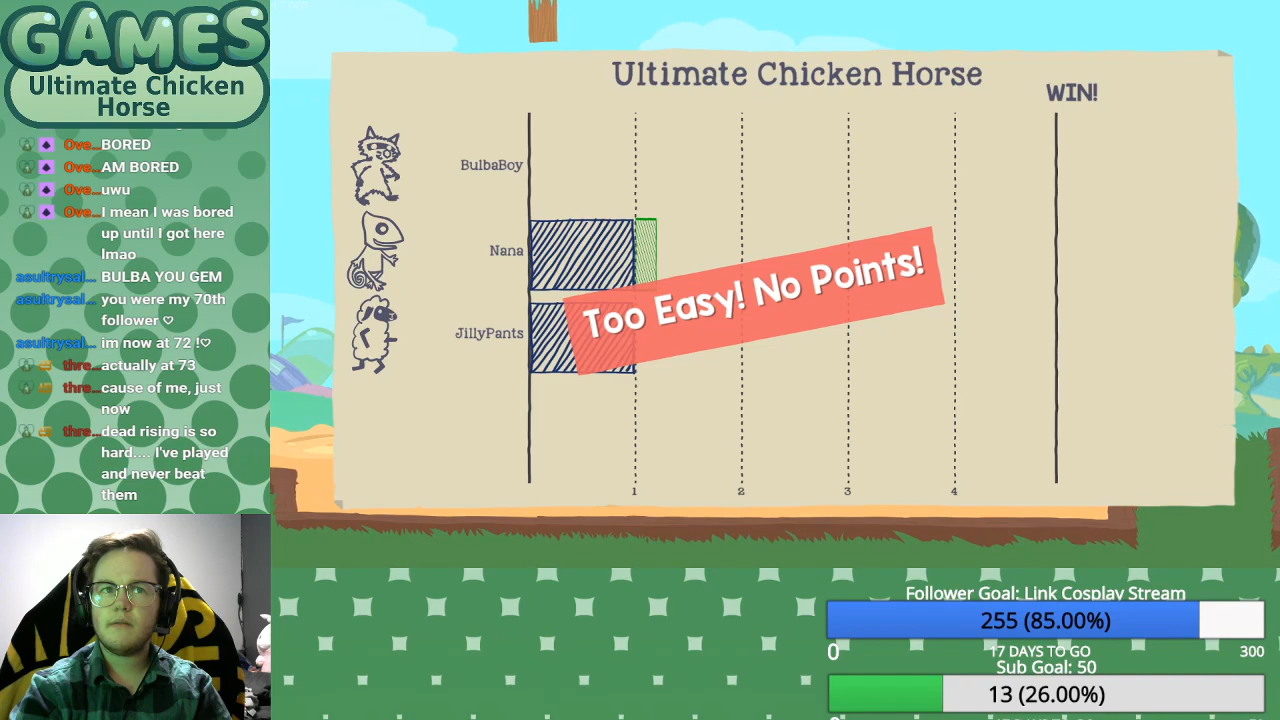 GAMES
Ultimate Chicken
Horse
Ove... BORED
Ove... AM BORED
Ove... uwu
Ove... I mean I was bored
up until I got here
lmao
asultrysal... BULBA YOU GEM
asultrysal... you were my 70th
follower ♡
asultrysal... im now at 72 !♡
thre... actually at 73
thre... cause of me, just
now
thre... dead rising is so
hard.... I've played
and never beat
them
Ultimate Chicken Horse
WIN!
BulbaBoy
Nana
JillyPants
Too Easy! No Points!
1 2 3 4
Follower Goal: Link Cosplay Stream
255 (85.00%)
0 17 DAYS TO GO 300
Sub Goal: 50
13 (26.00%)